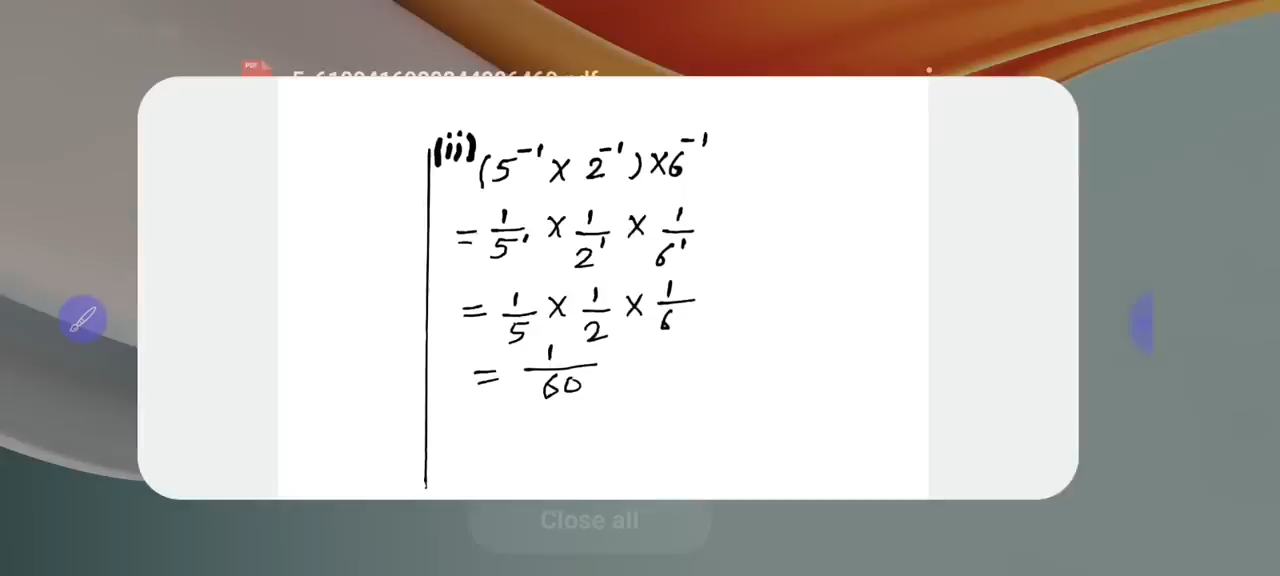 (ii) (5⁻¹ × 2⁻¹) × 6⁻¹
= 1/5¹ × 1/2¹ × 1/6¹
= 1/5 × 1/2 × 1/6
= 1/60
Close all